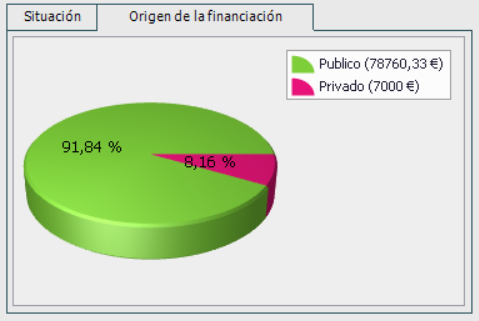 Situación
Origen de la financiación
Publico (78760,33 €)
Privado (7000 €)
91,84 %
8,16 %